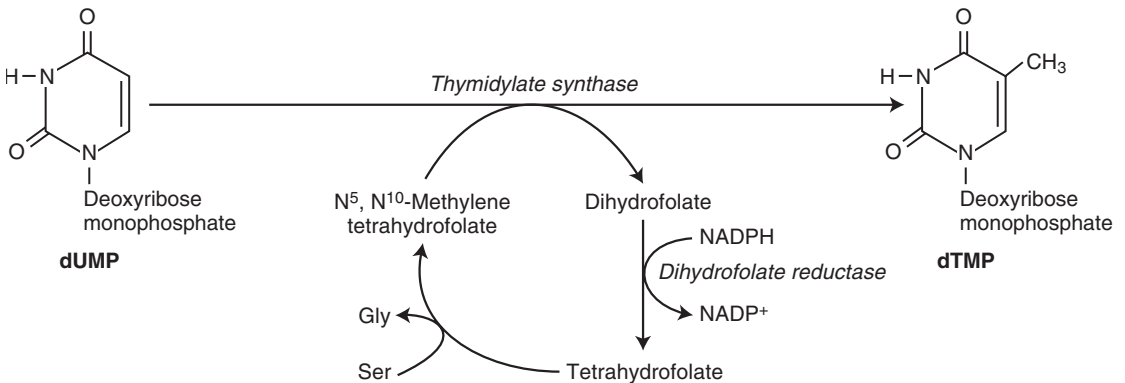 O
H–N
O
N
Deoxyribose
monophosphate
dUMP
Thymidylate synthase
N⁵, N¹⁰-Methylene
tetrahydrofolate
Dihydrofolate
NADPH
Dihydrofolate reductase
NADP⁺
Gly
Ser
Tetrahydrofolate
O
CH₃
H–N
O
N
Deoxyribose
monophosphate
dTMP